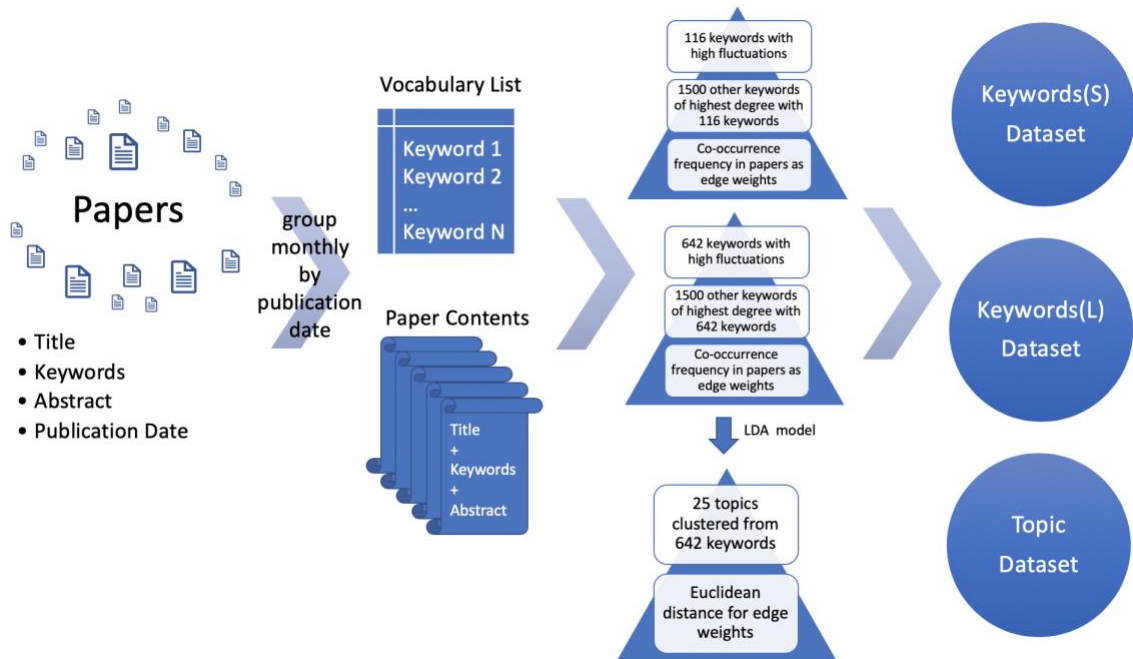 Papers
• Title
• Keywords
• Abstract
• Publication Date
group
monthly
by
publication
date
Vocabulary List
Keyword 1
Keyword 2
...
Keyword N
Paper Contents
Title
+
Keywords
+
Abstract
116 keywords with
high fluctuations
1500 other keywords
of highest degree with
116 keywords
Co-occurrence
frequency in papers as
edge weights
642 keywords with
high fluctuations
1500 other keywords
of highest degree with
642 keywords
Co-occurrence
frequency in papers as
edge weights
LDA model
25 topics
clustered from
642 keywords
Euclidean
distance for edge
weights
Keywords(S)
Dataset
Keywords(L)
Dataset
Topic
Dataset